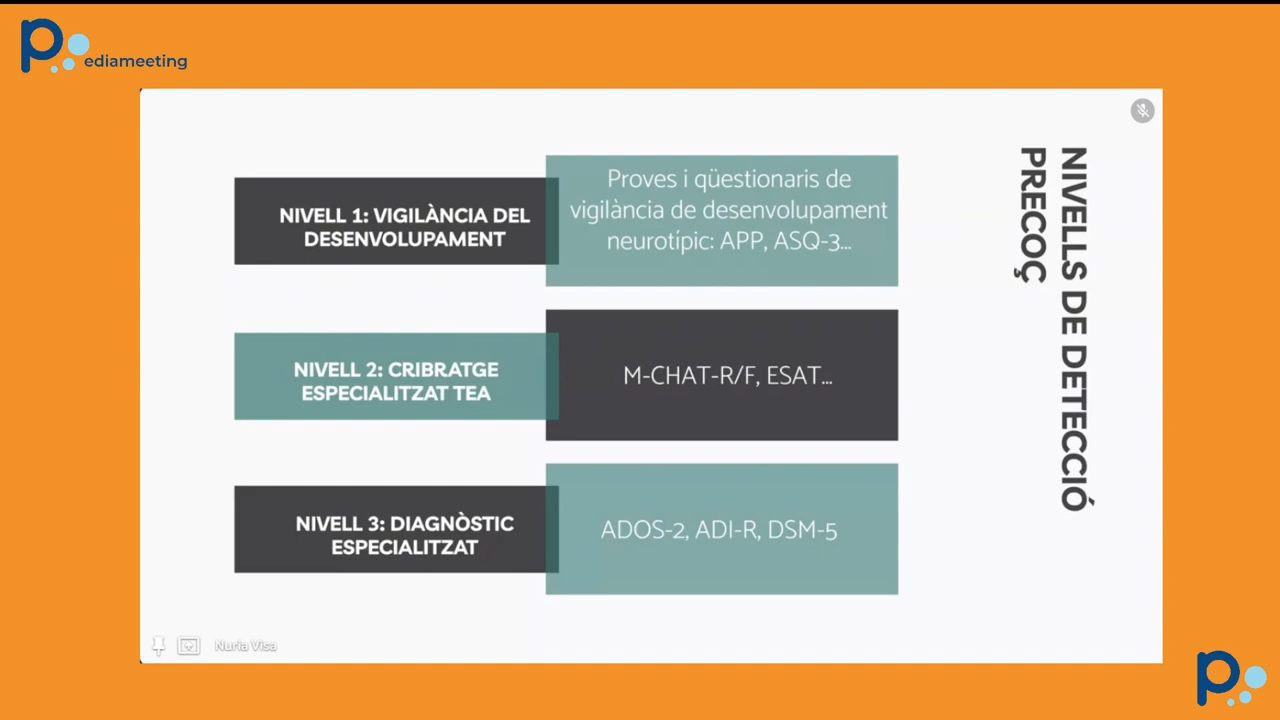 Pediameeting
NIVELLS DE DETECCIÓ
PRECOÇ
NIVELL 1: VIGILÀNCIA DEL
DESENVOLUPAMENT
Proves i qüestionaris de
vigilància de desenvolupament
neurotípic: APP, ASQ-3...
NIVELL 2: CRIBRATGE
ESPECIALITZAT TEA
M-CHAT-R/F, ESAT...
NIVELL 3: DIAGNÒSTIC
ESPECIALITZAT
ADOS-2, ADI-R, DSM-5
Nuria Visa
P